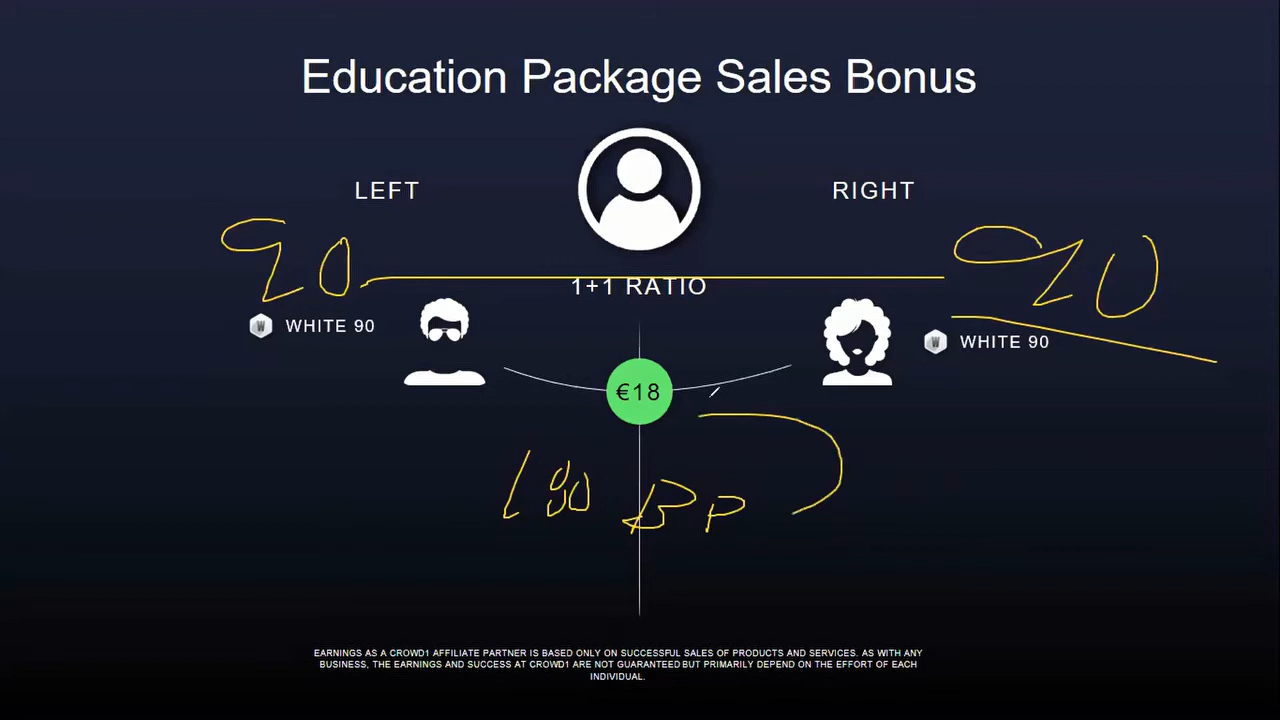 Education Package Sales Bonus
LEFT
RIGHT
90
90
1+1 RATIO
WHITE 90
WHITE 90
€18
180 BP
EARNINGS AS A CROWD1 AFFILIATE PARTNER IS BASED ONLY ON SUCCESSFUL SALES OF PRODUCTS AND SERVICES. AS WITH ANY
BUSINESS, THE EARNINGS AND SUCCESS AT CROWD1 ARE NOT GUARANTEED BUT PRIMARILY DEPEND ON THE EFFORT OF EACH
INDIVIDUAL.